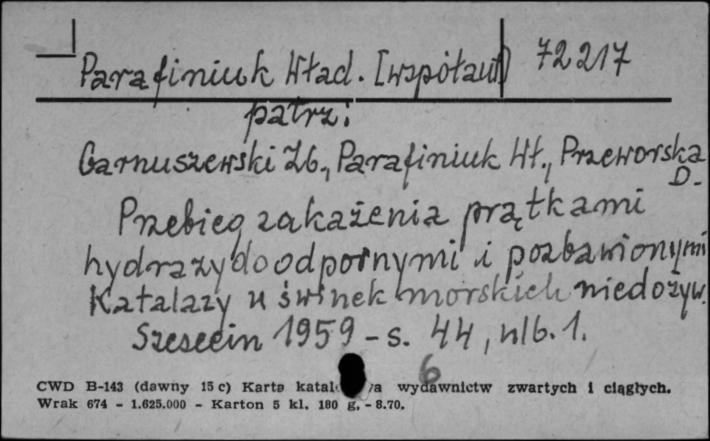 Parafiniuk Wład. [współaut] 72217
patrz:
Garnuszewski Zb., Parafiniuk Wł., Przeworska
D.
Przebieg zakażenia prątkami
hydrazydoodpornymi i pozbawionymi
Katalazy u świnek morskich niedożyw.
Szczecin 1959 - s. 44, nlb. 1.
6
CWD B-143 (dawny 15 c) Karta wydawnictw zwartych i ciągłych.
Wrak 674 - 1.625.000 - Karton 5 kl. 180 g. - 8.70.